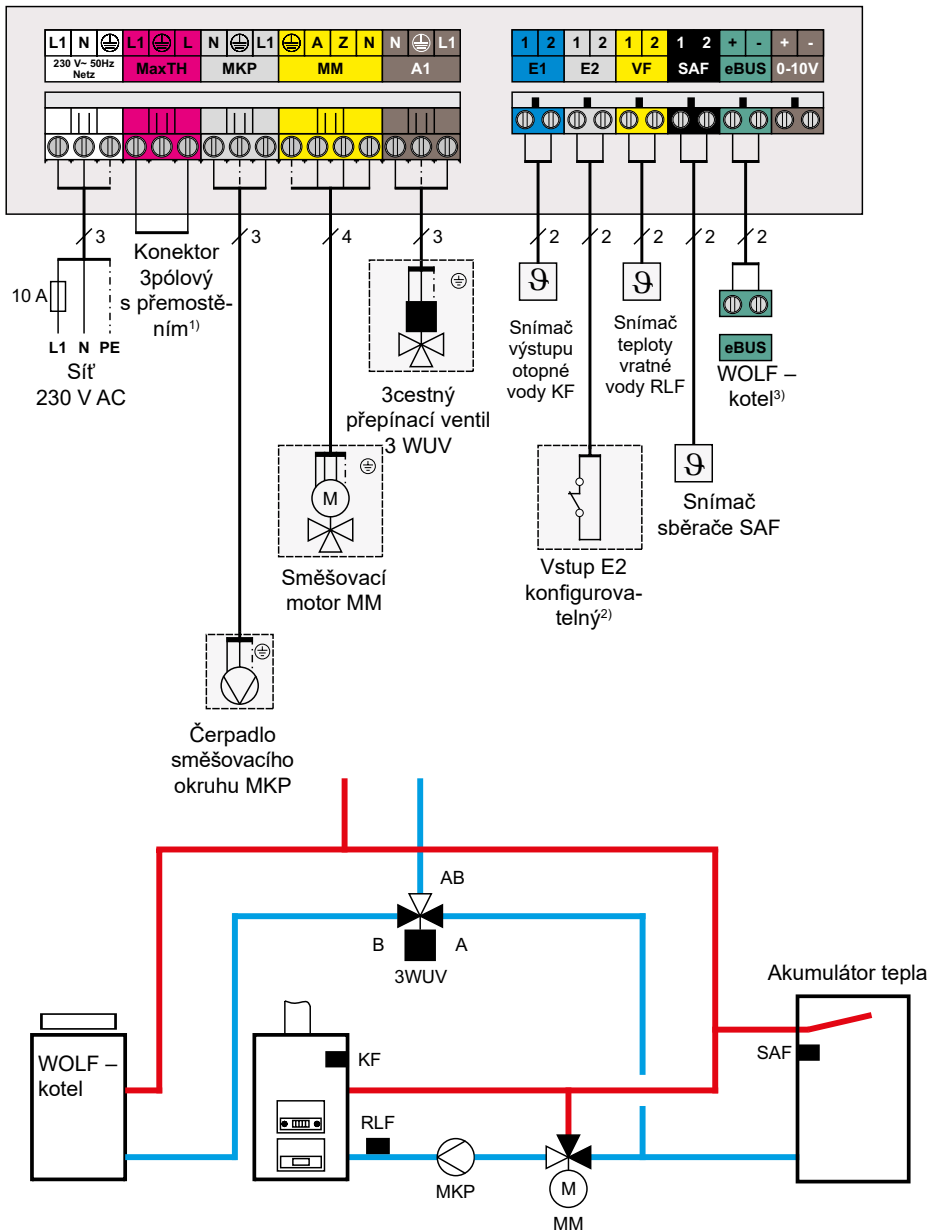 L1 N L1 L N L1 A Z N N L1
230 V~ 50Hz
Netz
MaxTH MKP MM A1
1 2 1 2 1 2 1 2 + - + -
E1 E2 VF SAF eBUS 0-10V
3 3 4 3 2 2 2 2 2
10 A
L1 N PE
Síť
230 V AC
Konektor
3pólový
s přemostě-
ním1)
3cestný
přepínací ventil
3 WUV
M
Směšovací
motor MM
Čerpadlo
směšovacího
okruhu MKP
ϑ
Snímač
výstupu
otopné
vody KF
ϑ
Snímač
teploty
vratné
vody RLF
eBUS
WOLF –
kotel3)
ϑ
Snímač
sběrače SAF
Vstup E2
konfigurova-
telný2)
AB
B A
3WUV
Akumulátor tepla
WOLF –
kotel
KF
SAF
RLF
MKP
M
MM